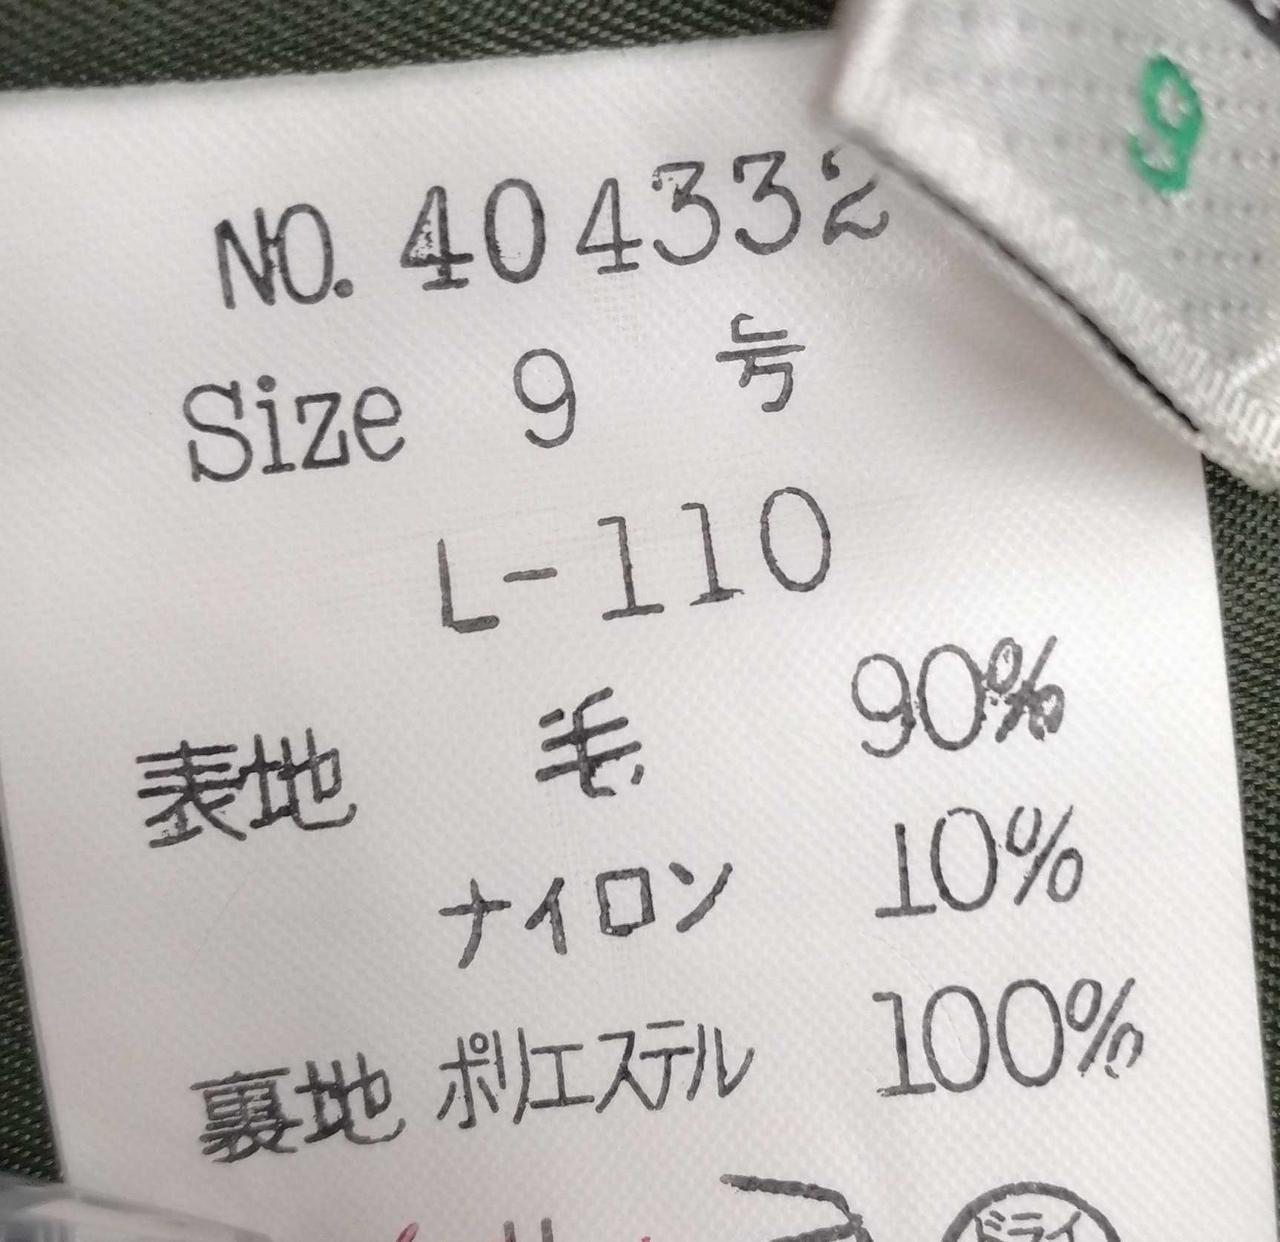 9
NO. 404332
Size 9 号
L-110
表地 毛 90%
ナイロン 10%
裏地 ポリエステル 100%
ドライ